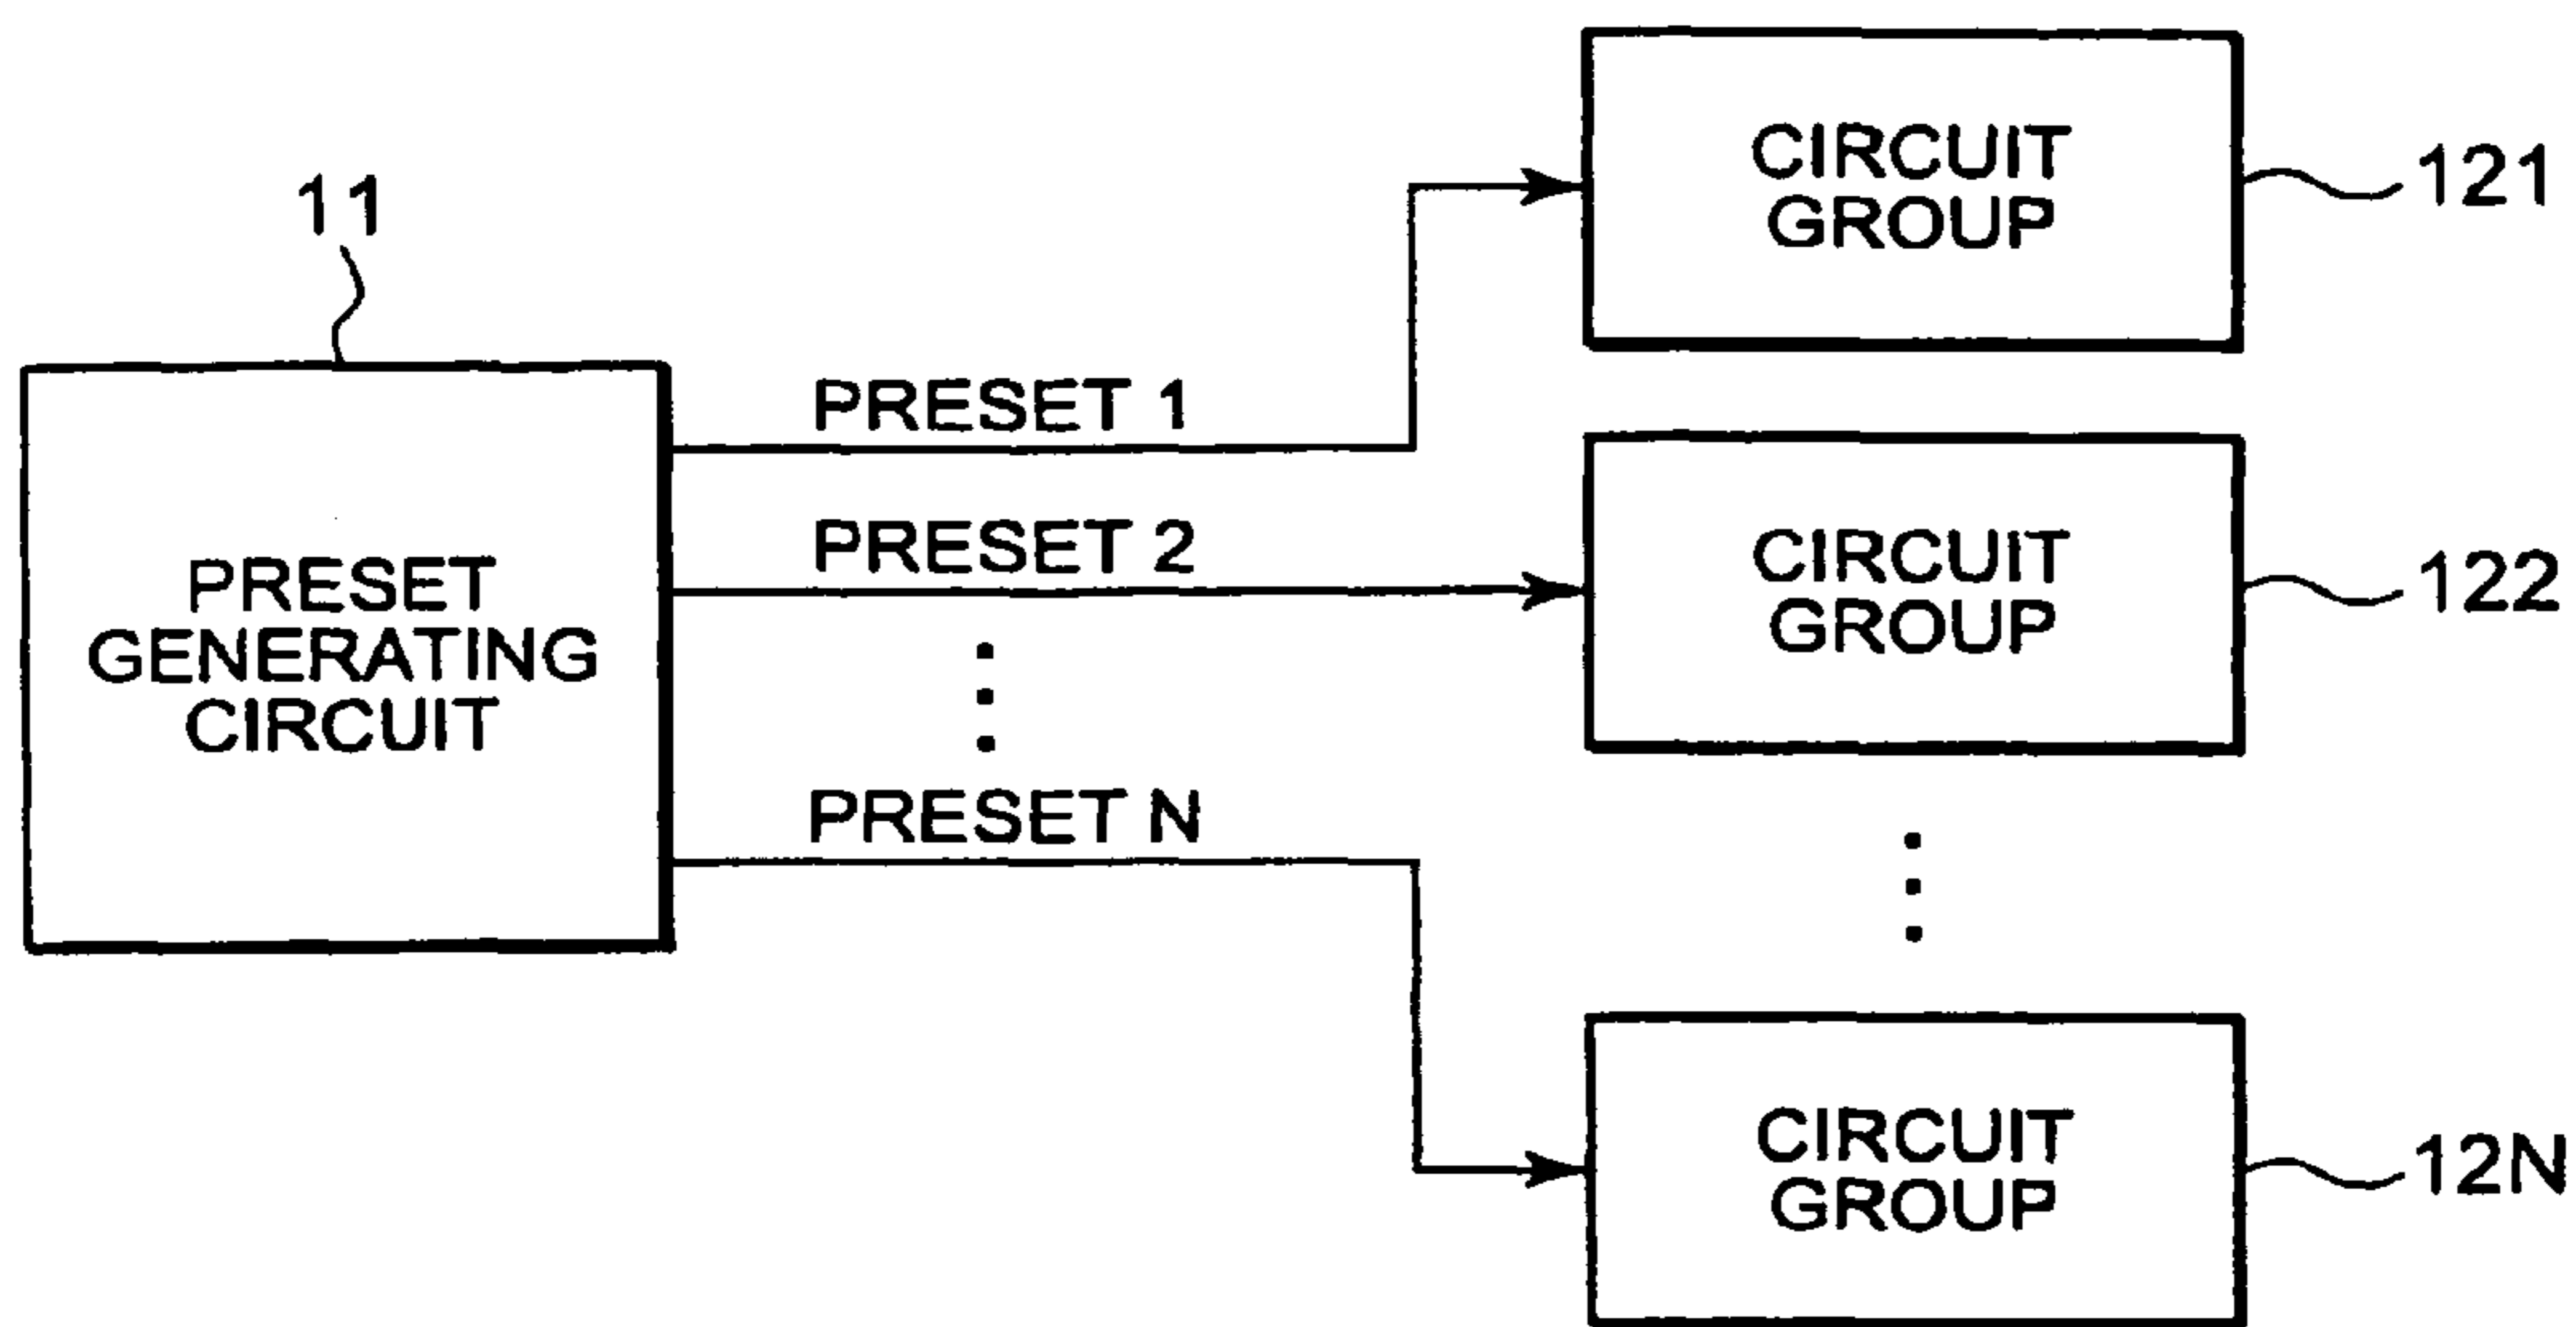 11
PRESET
GENERATING
CIRCUIT
PRESET 1
PRESET 2
PRESET N
CIRCUIT
GROUP
121
CIRCUIT
GROUP
122
CIRCUIT
GROUP
12N